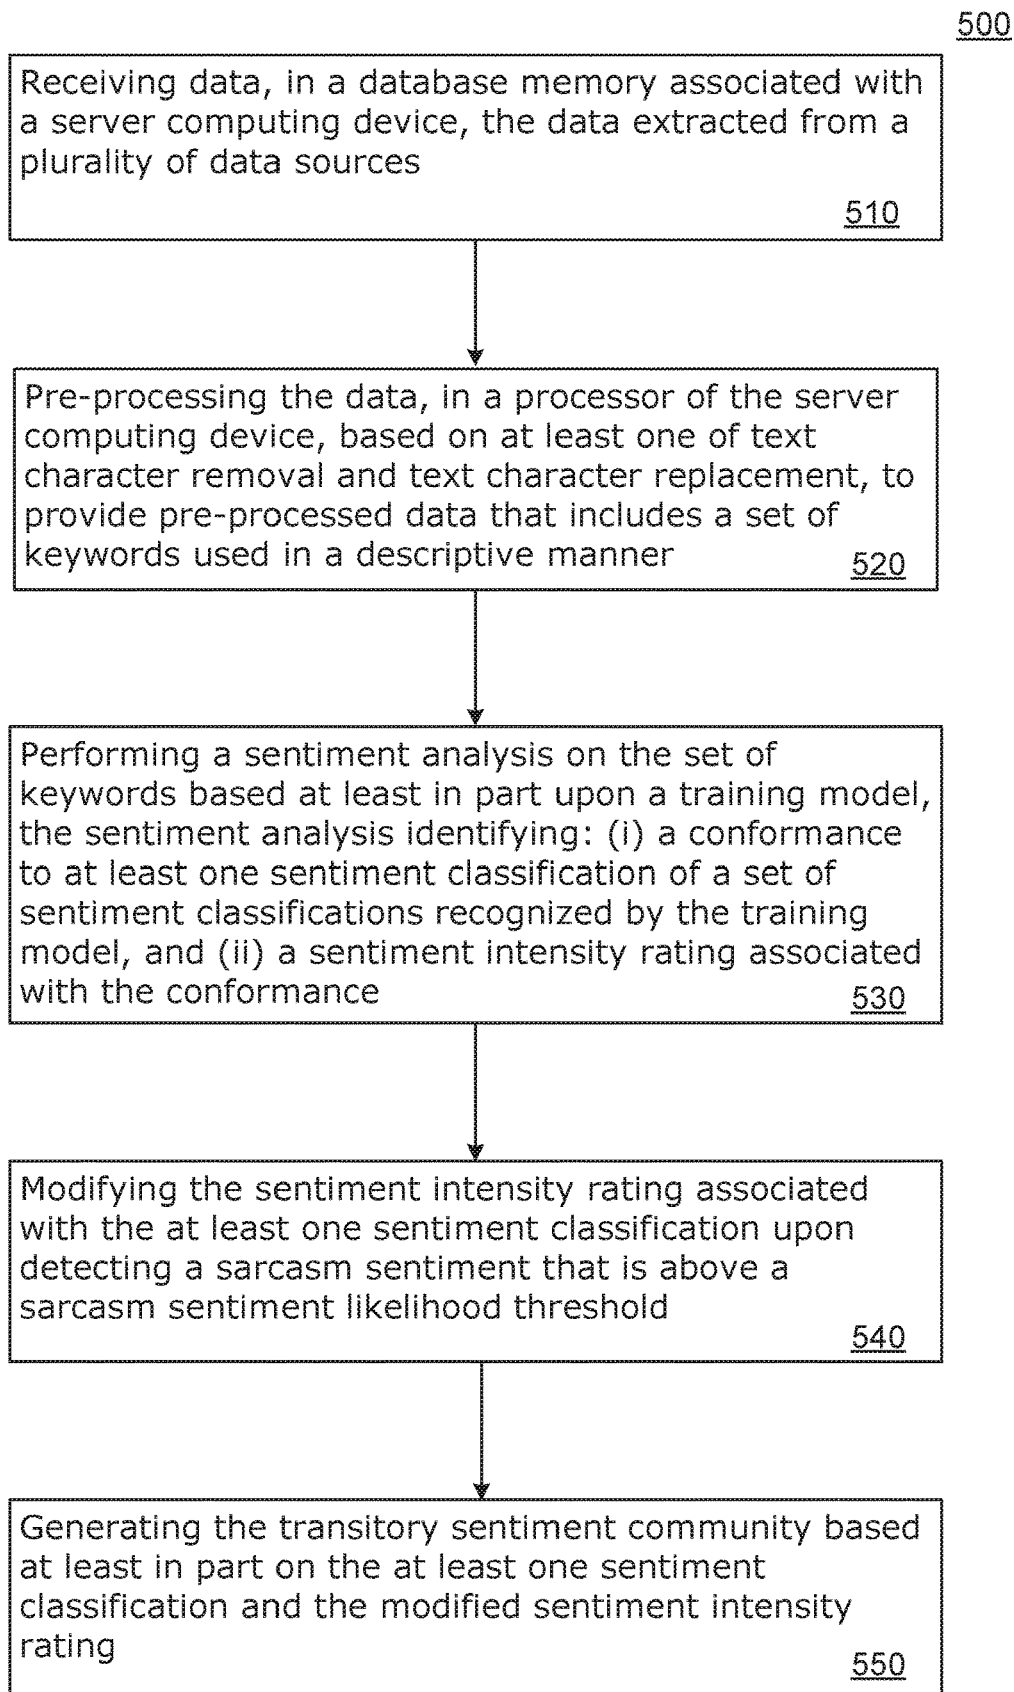 500
Receiving data, in a database memory associated with
a server computing device, the data extracted from a
plurality of data sources
510
Pre-processing the data, in a processor of the server
computing device, based on at least one of text
character removal and text character replacement, to
provide pre-processed data that includes a set of
keywords used in a descriptive manner
520
Performing a sentiment analysis on the set of
keywords based at least in part upon a training model,
the sentiment analysis identifying: (i) a conformance
to at least one sentiment classification of a set of
sentiment classifications recognized by the training
model, and (ii) a sentiment intensity rating associated
with the conformance
530
Modifying the sentiment intensity rating associated
with the at least one sentiment classification upon
detecting a sarcasm sentiment that is above a
sarcasm sentiment likelihood threshold
540
Generating the transitory sentiment community based
at least in part on the at least one sentiment
classification and the modified sentiment intensity
rating
550